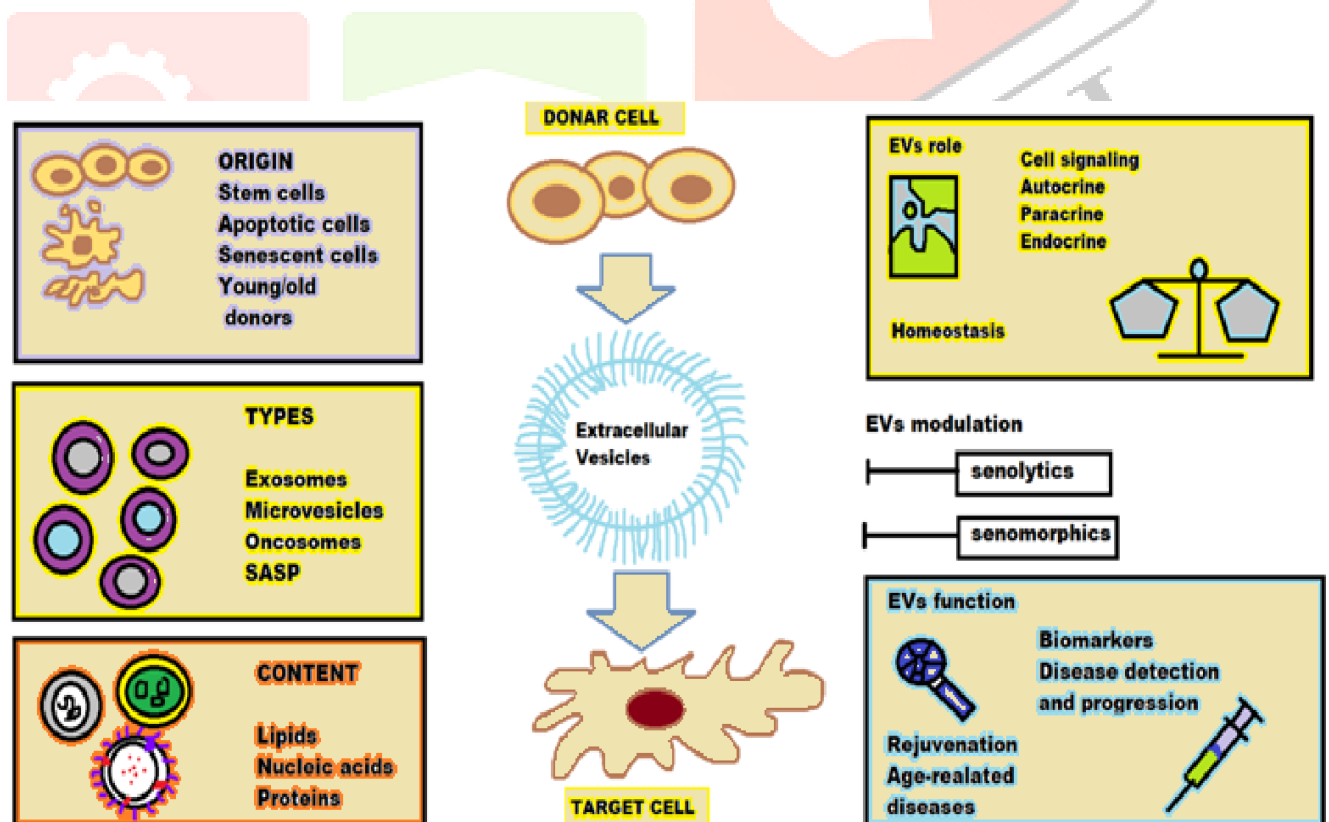 DONAR CELL
ORIGIN
Stem cells
Apoptotic cells
Senescent cells
Young/old
donors
TYPES
Exosomes
Microvesicles
Oncosomes
SASP
CONTENT
Lipids
Nucleic acids
Proteins
Extracellular
Vesicles
TARGET CELL
EVs role
Cell signaling
Autocrine
Paracrine
Endocrine
Homeostasis
EVs modulation
senolytics
senomorphics
EVs function
Biomarkers
Disease detection
and progression
Rejuvenation
Age-realated
diseases